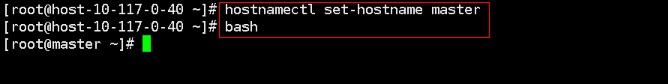 [root@host-10-117-0-40 ~]# hostnamectl set-hostname master
[root@host-10-117-0-40 ~]# bash
[root@master ~]#